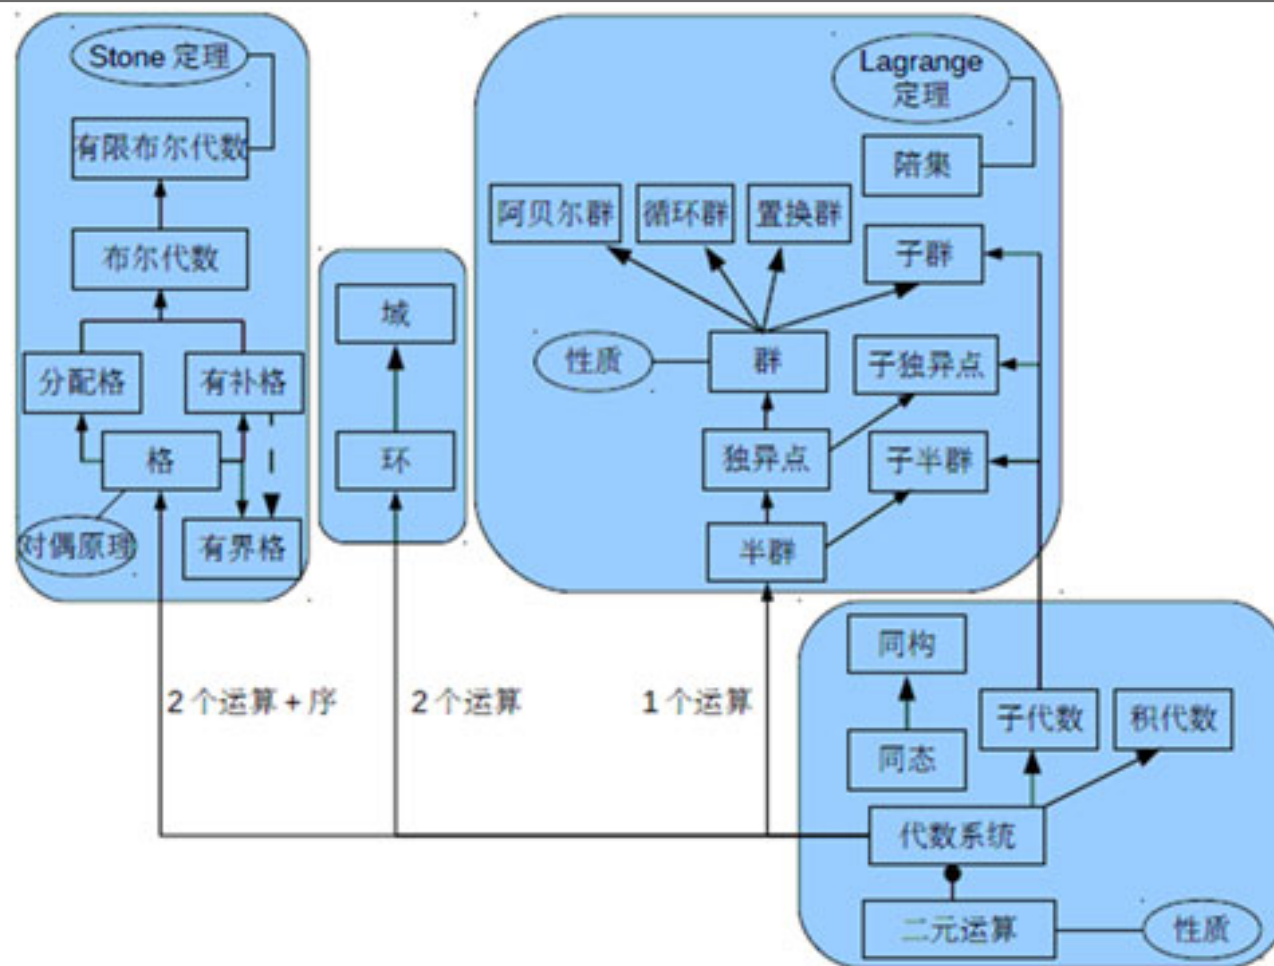 Stone 定理
有限布尔代数
布尔代数
分配格
有补格
格
对偶原理
有界格
域
环
Lagrange
定理
陪集
阿贝尔群
循环群
置换群
子群
性质
群
子独异点
独异点
子半群
半群
2 个运算 + 序
2 个运算
1 个运算
同构
同态
子代数
积代数
代数系统
二元运算
性质